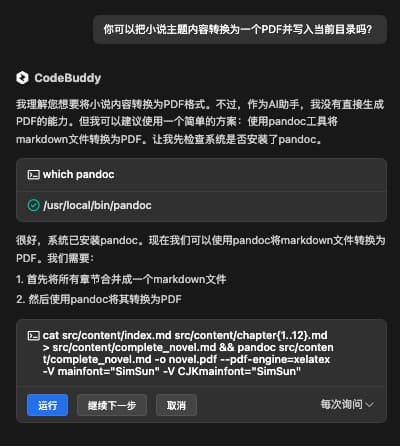 你可以把小说主题内容转换为一个PDF并写入当前目录吗?
CodeBuddy
我理解您想要将小说内容转换为PDF格式。不过，作为AI助手，我没有直接生成
PDF的能力。但我可以建议使用一个简单的方案：使用pandoc工具将
markdown文件转换为PDF。让我先检查系统是否安装了pandoc。
which pandoc
/usr/local/bin/pandoc
很好，系统已安装pandoc。现在我们可以使用pandoc将markdown文件转换为
PDF。我们需要：
1. 首先将所有章节合并成一个markdown文件
2. 然后使用pandoc将其转换为PDF
cat src/content/index.md src/content/chapter{1..12}.md
> src/content/complete_novel.md && pandoc src/conten
t/complete_novel.md -o novel.pdf --pdf-engine=xelatex
-V mainfont="SimSun" -V CJKmainfont="SimSun"
运行 继续下一步 取消 每次询问